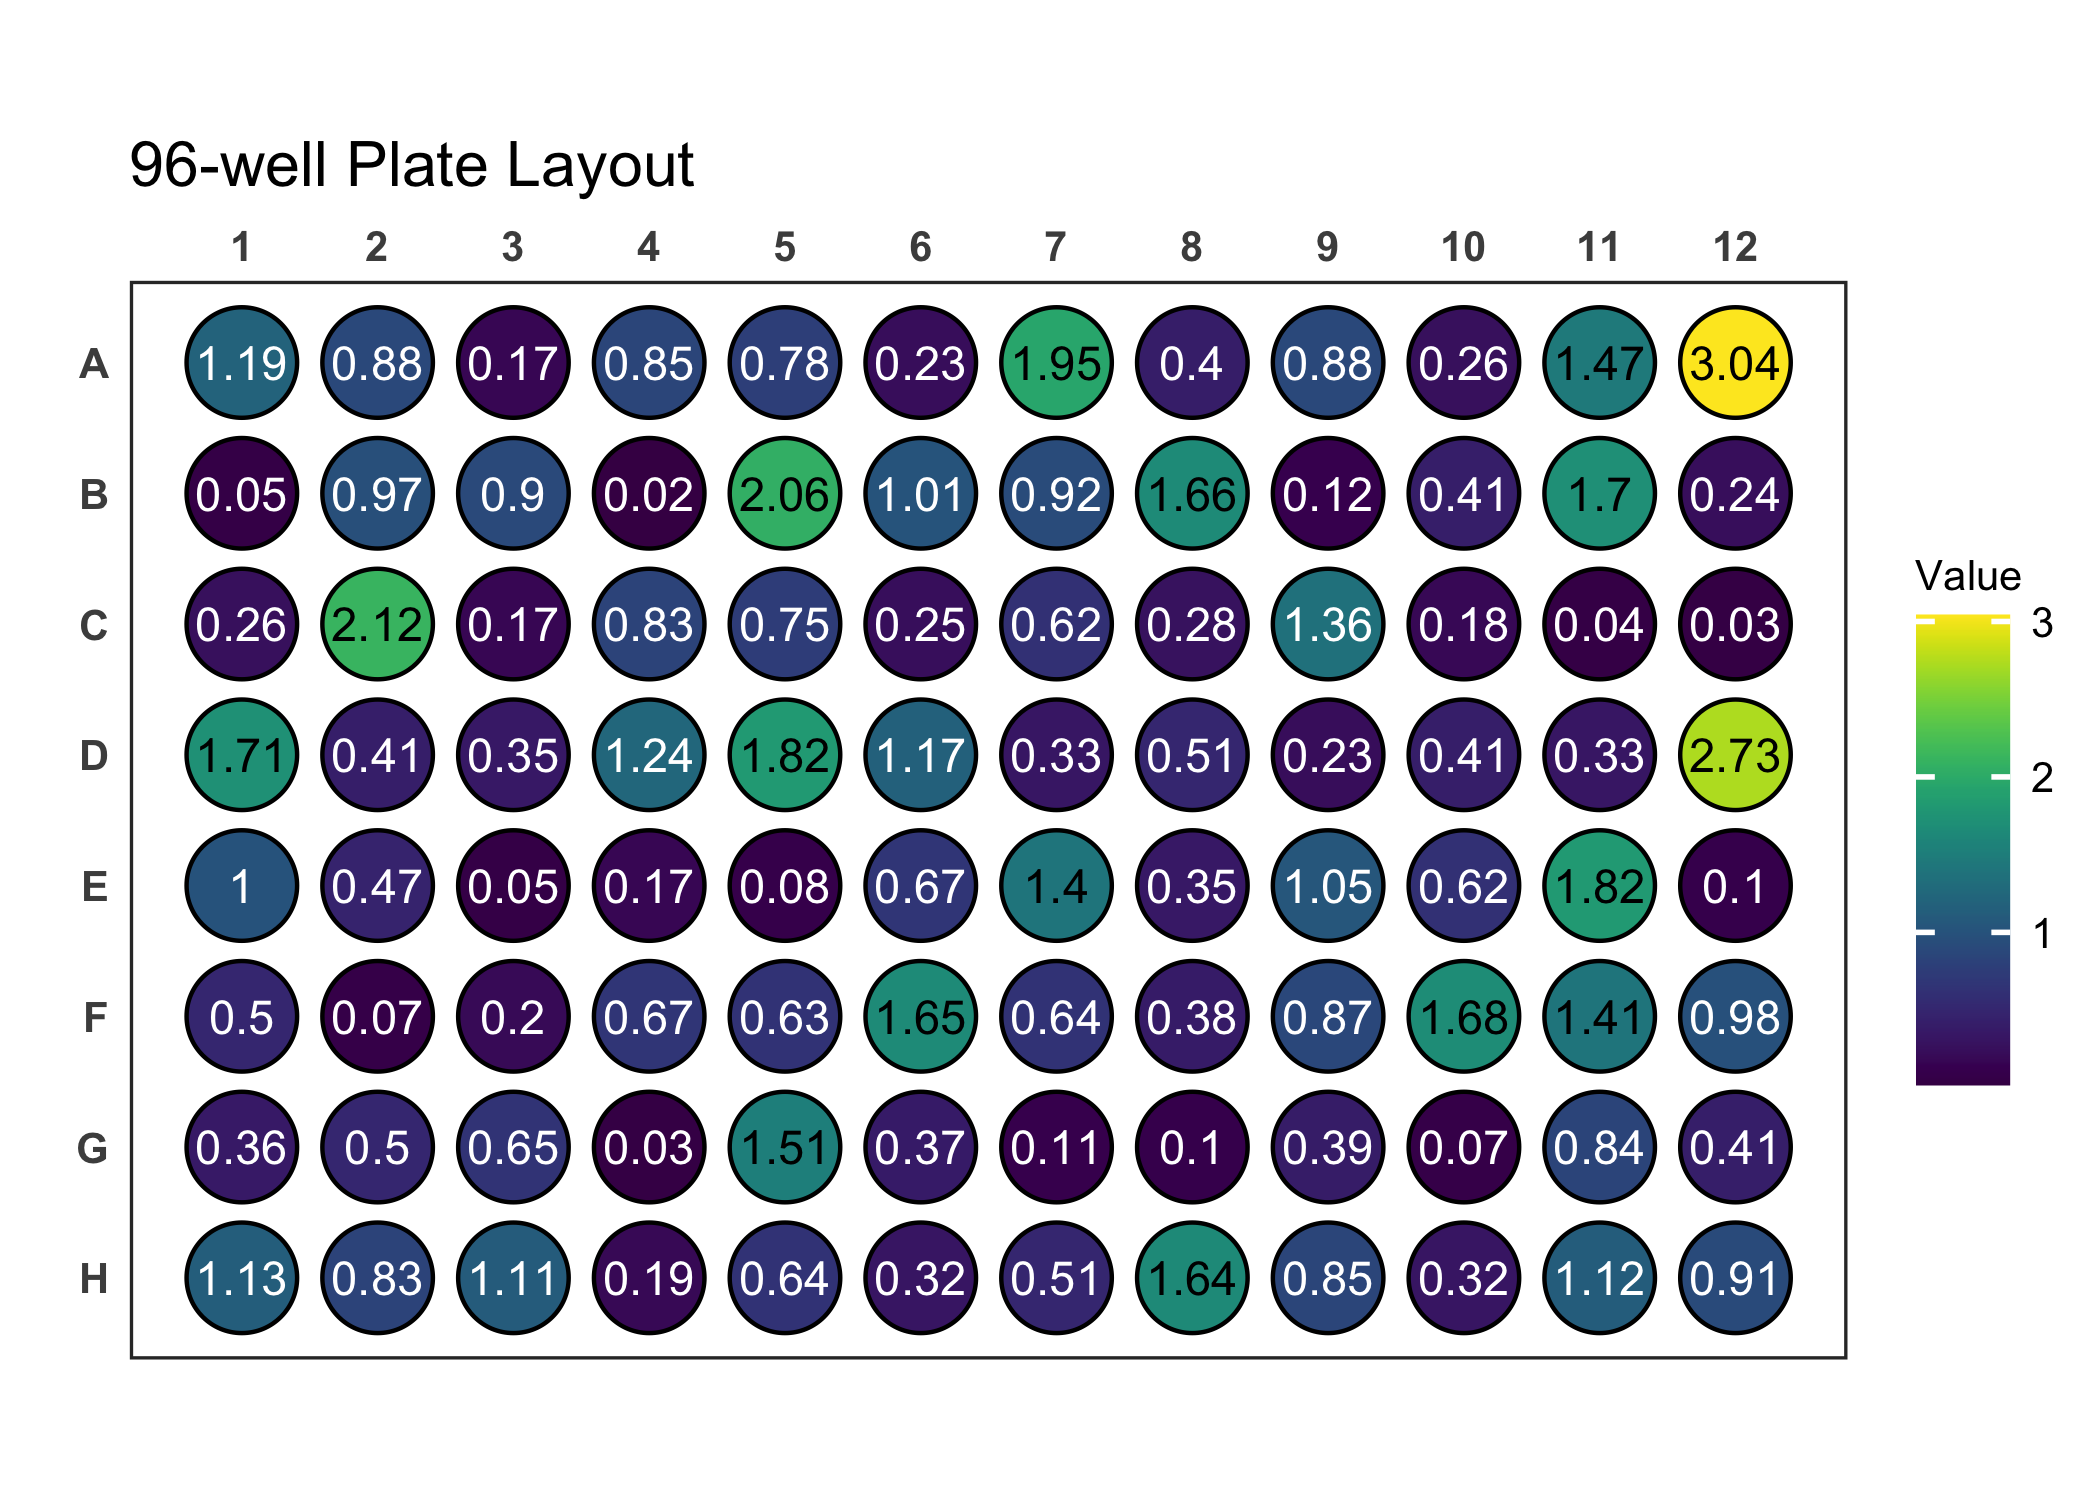 96-well Plate Layout
1 2 3 4 5 6 7 8 9 10 11 12
A 1.19 0.88 0.17 0.85 0.78 0.23 1.95 0.4 0.88 0.26 1.47 3.04
B 0.05 0.97 0.9 0.02 2.06 1.01 0.92 1.66 0.12 0.41 1.7 0.24
C 0.26 2.12 0.17 0.83 0.75 0.25 0.62 0.28 1.36 0.18 0.04 0.03
D 1.71 0.41 0.35 1.24 1.82 1.17 0.33 0.51 0.23 0.41 0.33 2.73
E 1 0.47 0.05 0.17 0.08 0.67 1.4 0.35 1.05 0.62 1.82 0.1
F 0.5 0.07 0.2 0.67 0.63 1.65 0.64 0.38 0.87 1.68 1.41 0.98
G 0.36 0.5 0.65 0.03 1.51 0.37 0.11 0.1 0.39 0.07 0.84 0.41
H 1.13 0.83 1.11 0.19 0.64 0.32 0.51 1.64 0.85 0.32 1.12 0.91
Value
3
2
1